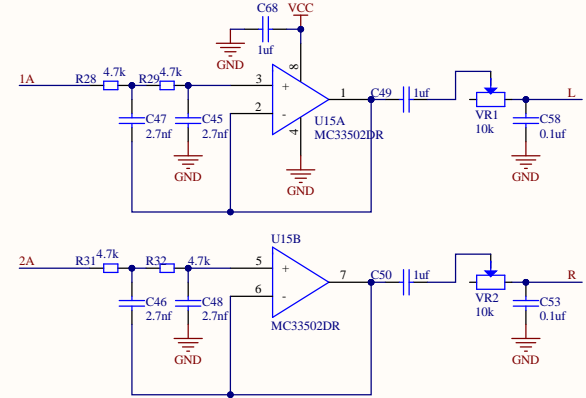 C68
VCC
1uf
GND
1A
R28
4.7k
R29
4.7k
3
8
+
1
2
-
4
U15A
MC33502DR
C49
1uf
L
VR1
10k
C58
0.1uf
GND
C47
2.7nf
C45
2.7nf
GND
GND
U15B
2A
R31
4.7k
R32
4.7k
5
+
7
6
-
MC33502DR
C50
1uf
R
VR2
10k
C53
0.1uf
GND
C46
2.7nf
C48
2.7nf
GND